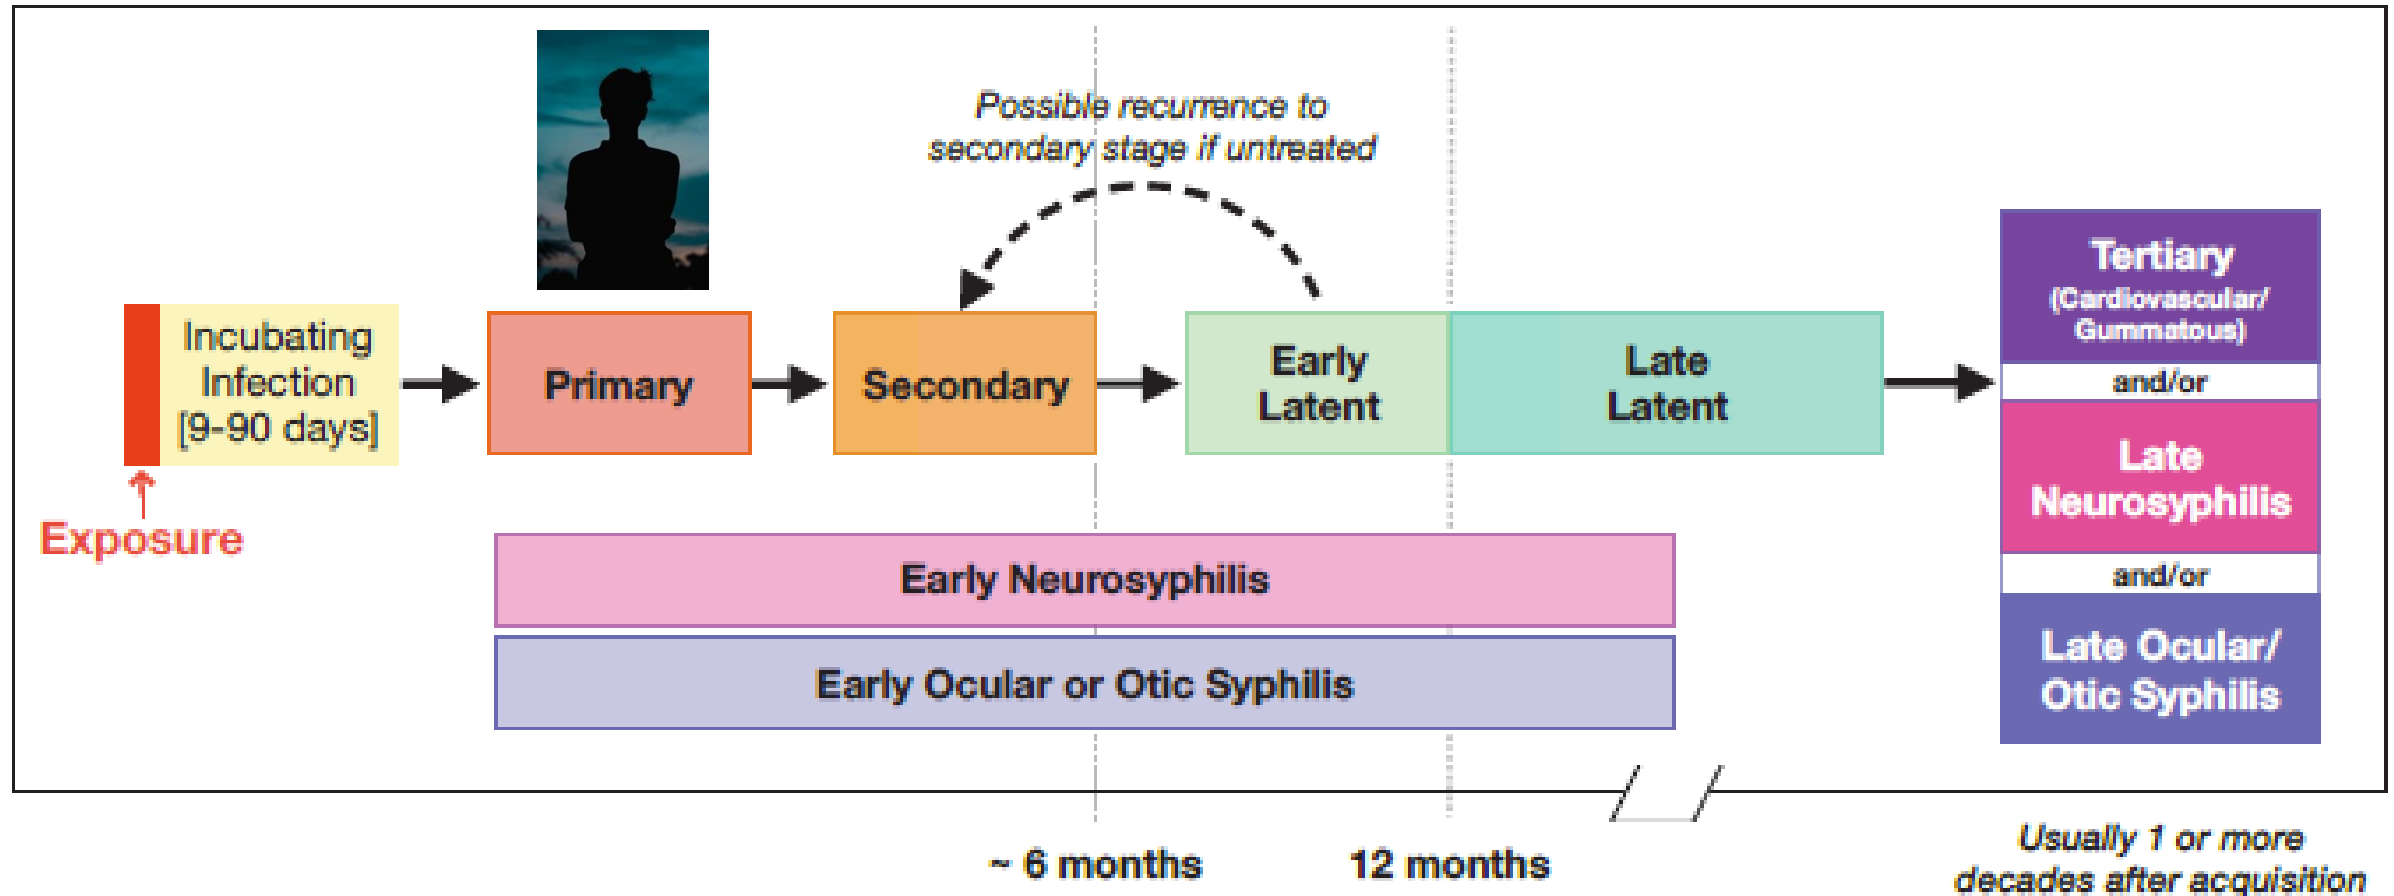 Possible recurrence to
secondary stage if untreated
Incubating
Infection
[9-90 days]
Exposure
Primary
Secondary
Early
Latent
Late
Latent
Tertiary
(Cardiovascular/
Gummatous)
and/or
Late
Neurosyphilis
and/or
Late Ocular/
Otic Syphilis
Early Neurosyphilis
Early Ocular or Otic Syphilis
~ 6 months
12 months
Usually 1 or more
decades after acquisition